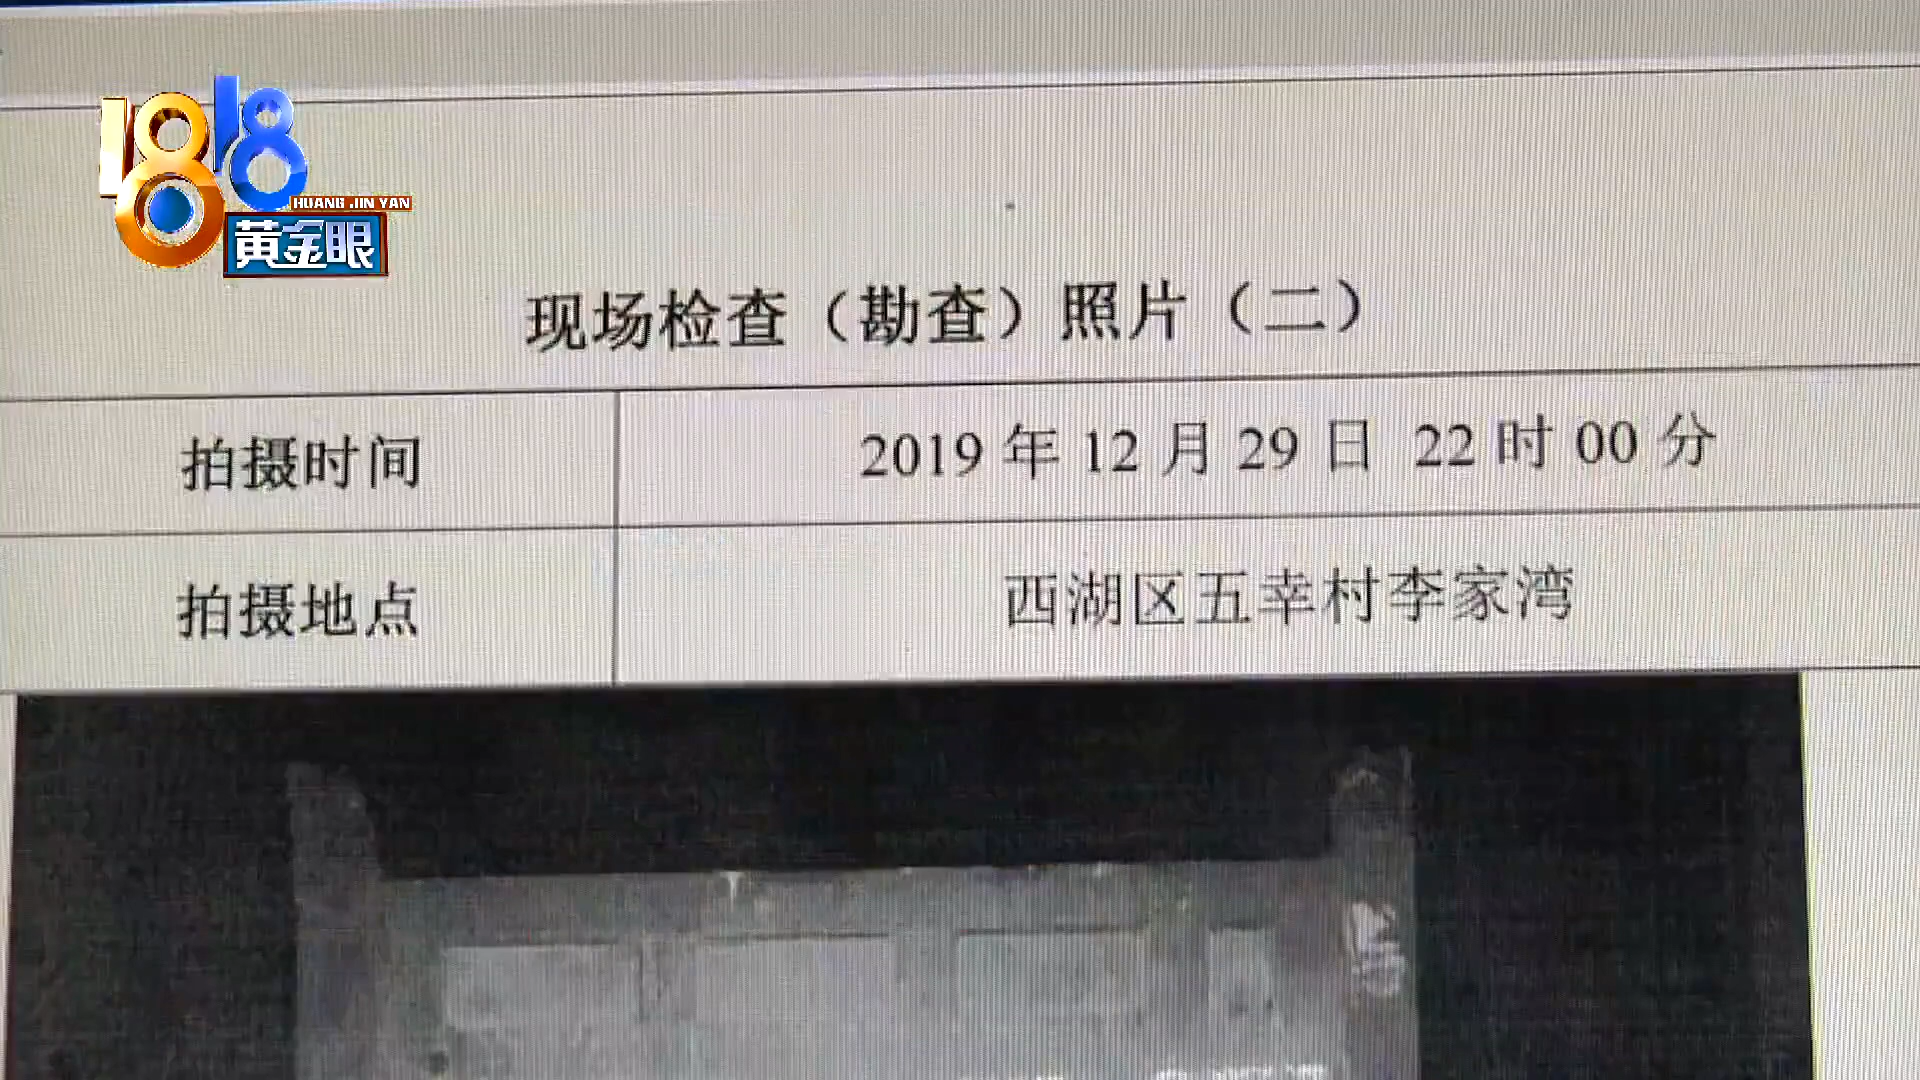 1818
HUANG JIN YAN
黄金眼
现场检查（勘查）照片（二）
拍摄时间 2019 年 12 月 29 日 22 时 00 分
拍摄地点 西湖区五幸村李家湾